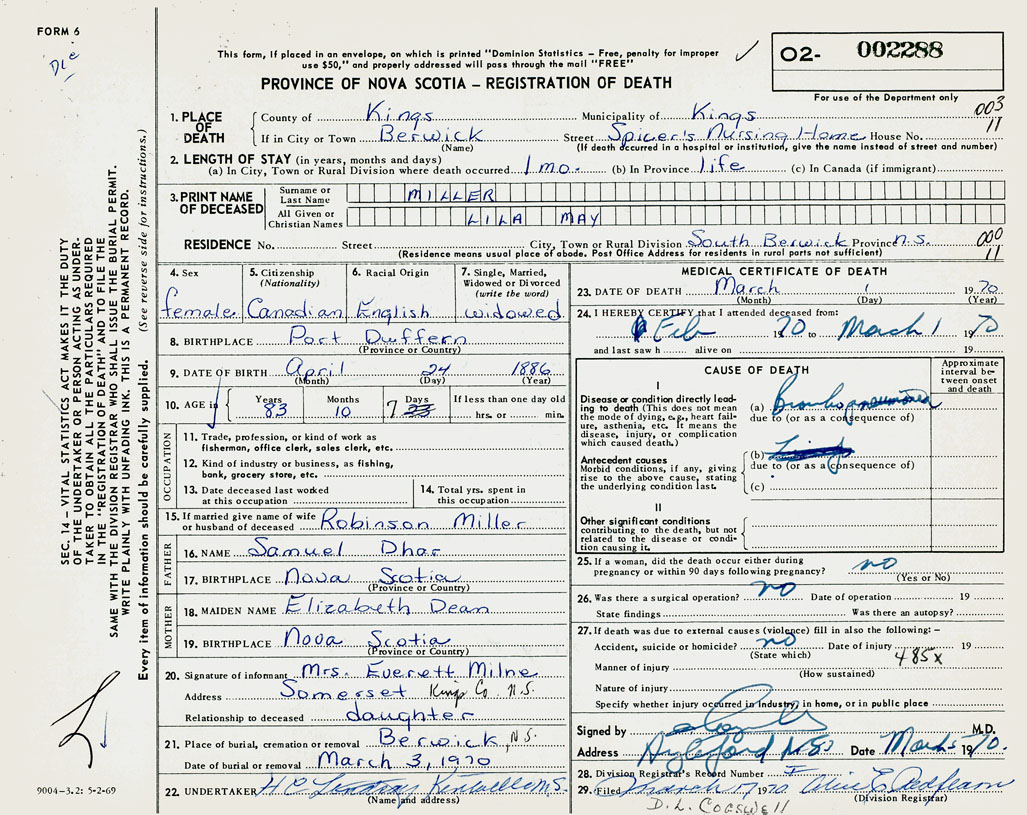 FORM 6
Dle
This form, if placed in an envelope, on which is printed "Dominion Statistics – Free, penalty for improper
use $50," and properly addressed will pass through the mail "FREE"
PROVINCE OF NOVA SCOTIA – REGISTRATION OF DEATH
02- 002288
For use of the Department only
003
11
1. PLACE OF DEATH
County of Kings Municipality of Kings
If in City or Town Berwick Street Spicer's Nursing Home House No.
(Name) (If death occurred in a hospital or institution, give the name instead of street and number)
2. LENGTH OF STAY (in years, months and days)
(a) In City, Town or Rural Division where death occurred 1 mo. (b) In Province life (c) In Canada (if immigrant)
3. PRINT NAME OF DECEASED
Surname or Last Name MILLER
All Given or Christian Names LILA MAY
RESIDENCE No. Street City, Town or Rural Division South Berwick Province N.S.
000
11
(Residence means usual place of abode. Post Office Address for residents in rural parts not sufficient)
4. Sex
female
5. Citizenship
(Nationality)
Canadian
6. Racial Origin
English
7. Single, Married,
Widowed or Divorced
(write the word)
widowed
8. BIRTHPLACE Port Duffern
(Province or Country)
9. DATE OF BIRTH April 24 1886
(Month) (Day) (Year)
10. AGE in
Years 83
Months 10
Days 7 23
If less than one day old
hrs. or min.
OCCUPATION
11. Trade, profession, or kind of work as
fisherman, office clerk, sales clerk, etc.
12. Kind of industry or business, as fishing,
bank, grocery store, etc.
13. Date deceased last worked
at this occupation
14. Total yrs. spent in
this occupation
15. If married give name of wife
or husband of deceased Robinson Miller
FATHER
16. NAME Samuel Dhar
17. BIRTHPLACE Nova Scotia
(Province or Country)
MOTHER
18. MAIDEN NAME Elizabeth Dean
19. BIRTHPLACE Nova Scotia
(Province or Country)
20. Signature of informant Mrs. Everett Milne
Address Somerset Kings Co N.S.
Relationship to deceased daughter
21. Place of burial, cremation or removal Berwick, N.S.
Date of burial or removal March 3, 1970
22. UNDERTAKER Kentville N.S.
(Name and address)
MEDICAL CERTIFICATE OF DEATH
23. DATE OF DEATH March 1 1970
(Month) (Day) (Year)
24. I HEREBY CERTIFY that I attended deceased from:
Feb 1970 to March 1 1970
and last saw h alive on 19
CAUSE OF DEATH
Approximate
interval be-
tween onset
and death
I
Disease or condition directly lead-
ing to death (This does not mean
the mode of dying, e.g., heart fail-
ure, asthenia, etc. It means the
disease, injury, or complication
which caused death.)
(a) Bronchopneumonia
due to (or as a consequence of)
Antecedent causes
Morbid conditions, if any, giving
rise to the above cause, stating
the underlying condition last.
(b)
due to (or as a consequence of)
(c)
II
Other significant conditions
contributing to the death, but not
related to the disease or condi-
tion causing it.
25. If a woman, did the death occur either during
pregnancy or within 90 days following pregnancy? no
(Yes or No)
26. Was there a surgical operation? no Date of operation 19
State findings Was there an autopsy?
27. If death was due to external causes (violence) fill in also the following: –
Accident, suicide or homicide? no Date of injury 19
(State which)
485X
Manner of injury
(How sustained)
Nature of injury
Specify whether injury occurred in industry, in home, or in public place
Signed by M.D.
Address N.S. Date Mar 5 1970.
28. Division Registrar's Record Number
29. Filed March 1970 Alice E.
(Division Registrar)
D. L. COGSWELL
SEC. 14 – VITAL STATISTICS ACT MAKES IT THE DUTY
OF THE UNDERTAKER OR PERSON ACTING AS UNDER-
TAKER TO OBTAIN ALL THE PARTICULARS REQUIRED
IN THE "REGISTRATION OF DEATH" AND TO FILE THE
SAME WITH THE DIVISION REGISTRAR WHO SHALL ISSUE THE BURIAL PERMIT.
WRITE PLAINLY WITH UNFADING INK. THIS IS A PERMANENT RECORD.
Every item of information should be carefully supplied. (See reverse side for instructions.)
9004–3.2: 5-2-69